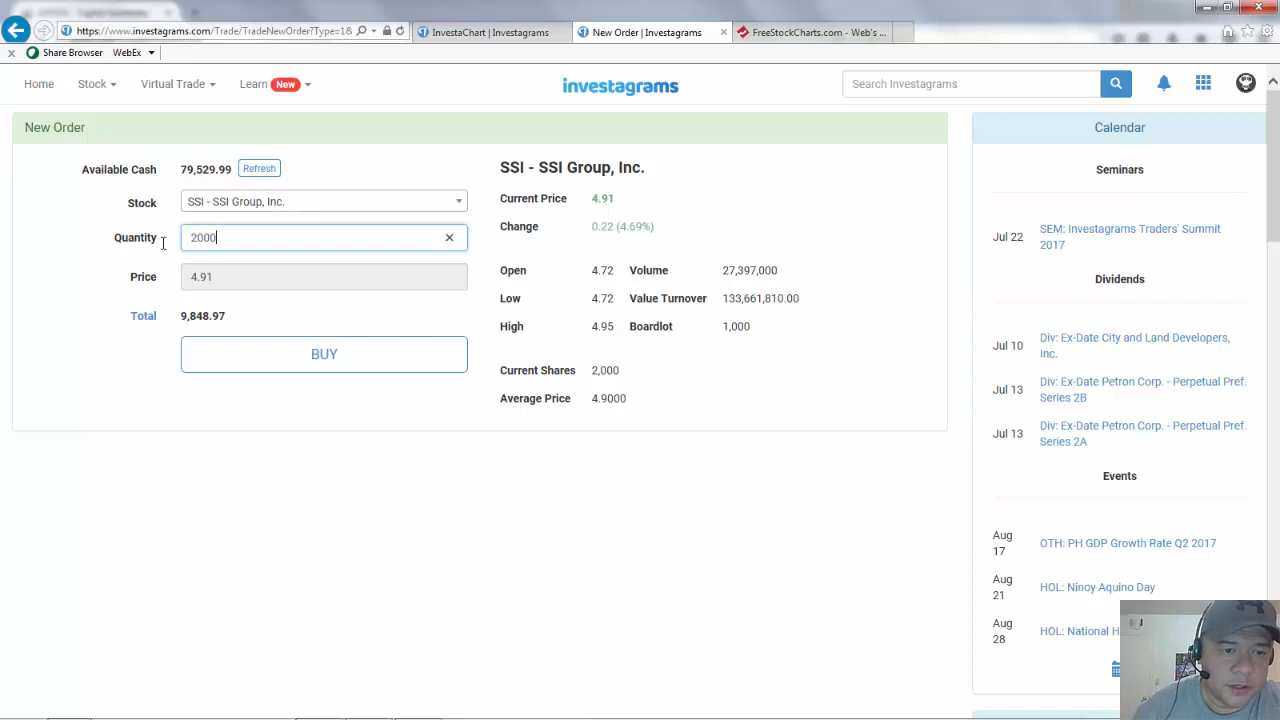 https://www.investagrams.com/Trade/TradeNewOrder?Type=1&
InvestaChart | Investagrams
New Order | Investagrams
FreeStockCharts.com - Web's ...
Share Browser
WebEx
Home
Stock
Virtual Trade
Learn New
investagrams
Search Investagrams
New Order
Available Cash 79,529.99 Refresh
Stock SSI - SSI Group, Inc.
Quantity 2000
Price 4.91
Total 9,848.97
BUY
SSI - SSI Group, Inc.
Current Price 4.91
Change 0.22 (4.69%)
Open 4.72 Volume 27,397,000
Low 4.72 Value Turnover 133,661,810.00
High 4.95 Boardlot 1,000
Current Shares 2,000
Average Price 4.9000
Calendar
Seminars
Jul 22 SEM: Investagrams Traders' Summit
2017
Dividends
Jul 10 Div: Ex-Date City and Land Developers,
Inc.
Jul 13 Div: Ex-Date Petron Corp. - Perpetual Pref.
Series 2B
Jul 13 Div: Ex-Date Petron Corp. - Perpetual Pref.
Series 2A
Events
Aug
17 OTH: PH GDP Growth Rate Q2 2017
Aug
21 HOL: Ninoy Aquino Day
Aug
28 HOL: National H